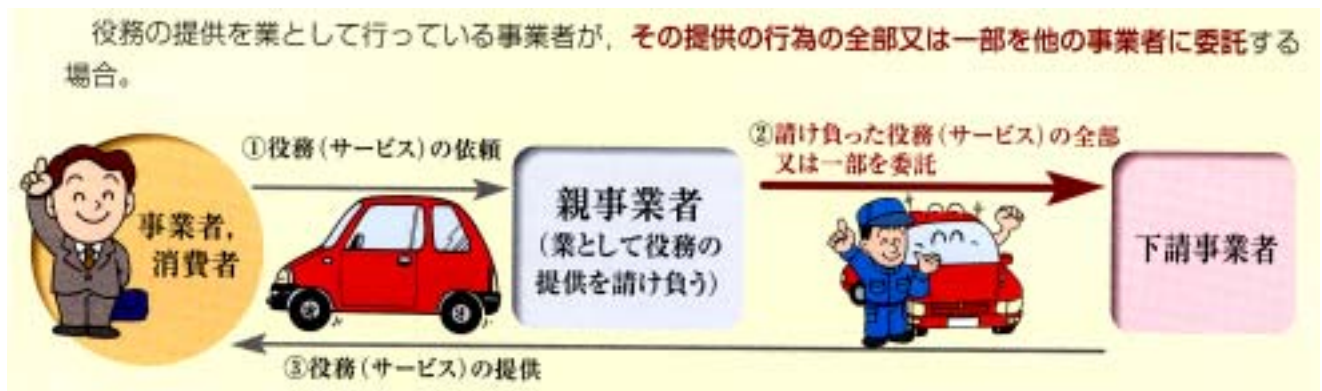 役務の提供を業として行っている事業者が，その提供の行為の全部又は一部を他の事業者に委託する
場合。
①役務（サービス）の依頼
②請け負った役務（サービス）の全部
又は一部を委託
事業者，
消費者
親事業者
（業として役務の
提供を請け負う）
下請事業者
③役務（サービス）の提供